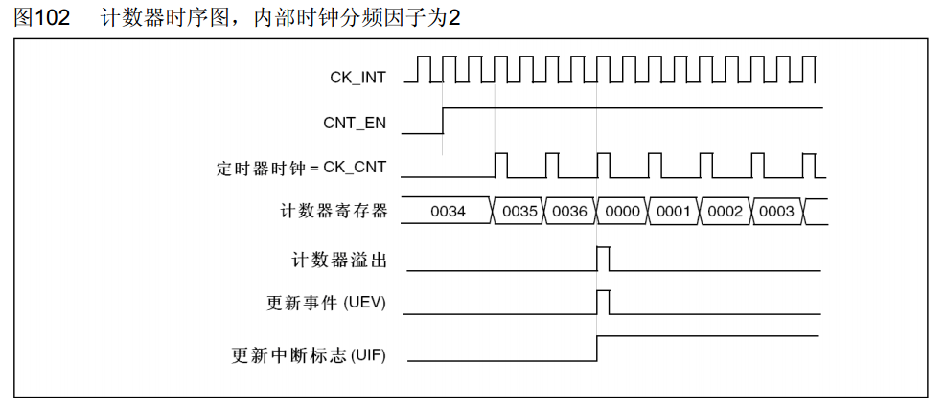 图102 计数器时序图，内部时钟分频因子为2
CK_INT
CNT_EN
定时器时钟 = CK_CNT
计数器寄存器 0034 0035 0036 0000 0001 0002 0003
计数器溢出
更新事件 (UEV)
更新中断标志 (UIF)